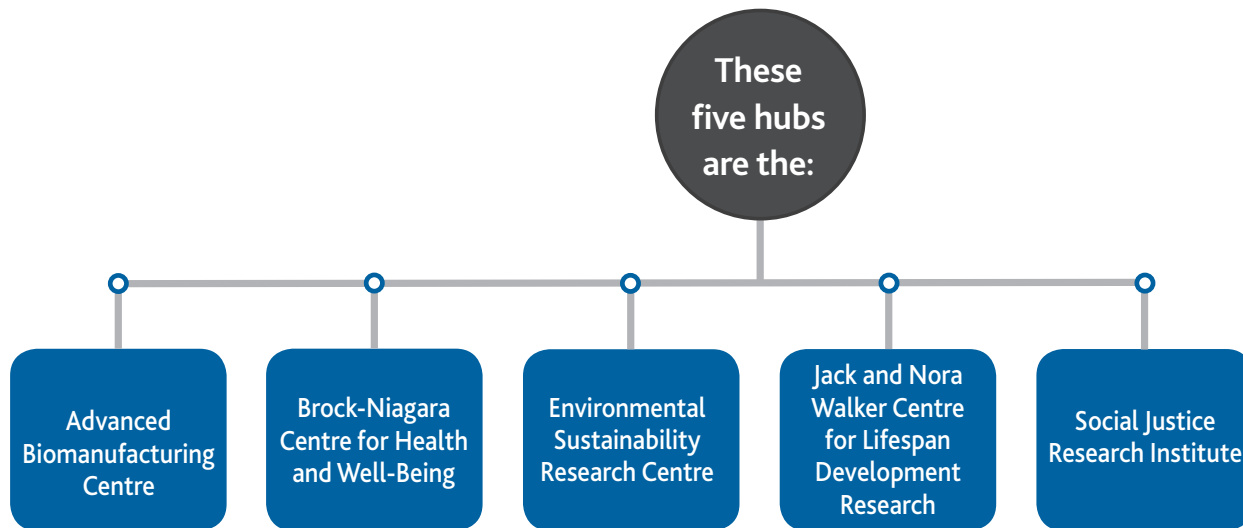 These
five hubs
are the:
Advanced
Biomanufacturing
Centre
Brock-Niagara
Centre for Health
and Well-Being
Environmental
Sustainability
Research Centre
Jack and Nora
Walker Centre
for Lifespan
Development
Research
Social Justice
Research Institute